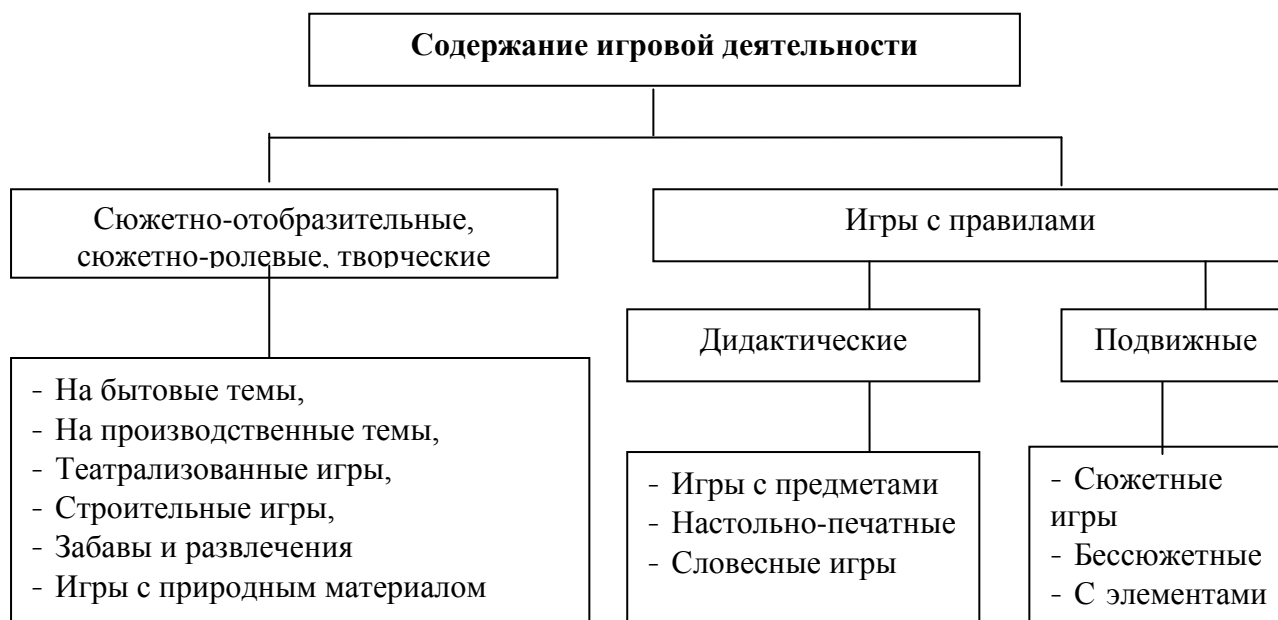 Содержание игровой деятельности
Сюжетно-отобразительные,
сюжетно-ролевые, творческие
Игры с правилами
Дидактические
Подвижные
- На бытовые темы,
- На производственные темы,
- Театрализованные игры,
- Строительные игры,
- Забавы и развлечения
- Игры с природным материалом
- Игры с предметами
- Настольно-печатные
- Словесные игры
- Сюжетные
игры
- Бессюжетные
- С элементами